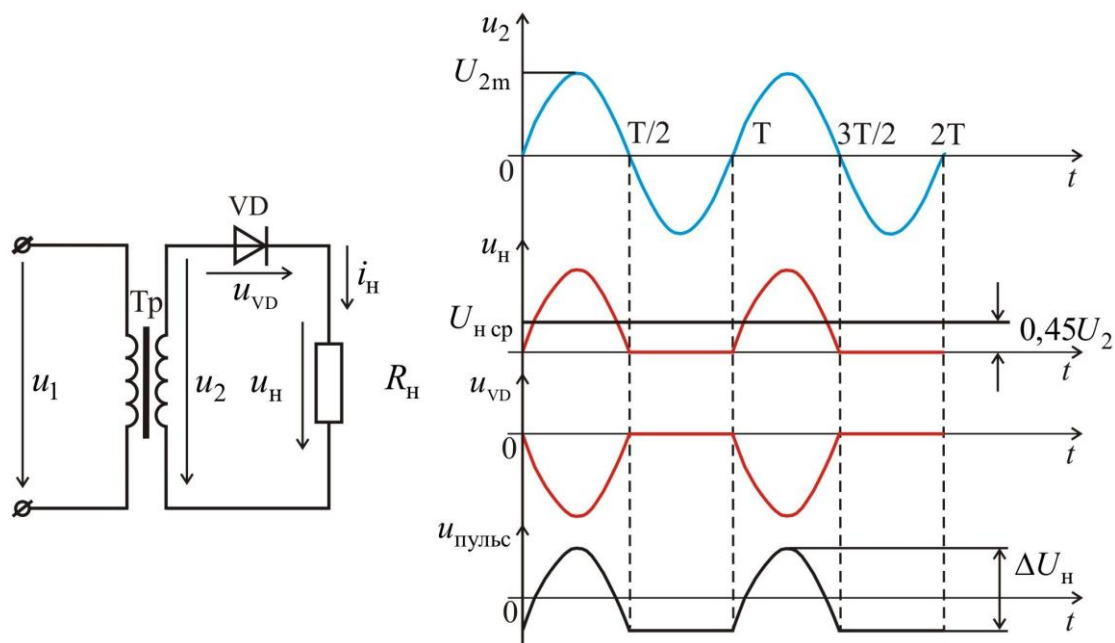 VD
u_VD
i_н
Тр
u_1
u_2
u_н
R_н
u_2
U_2m
T/2
T
3T/2
2T
0
t
u_н
U_н ср
0,45U_2
t
u_VD
0
t
u_пульс
ΔU_н
0
t